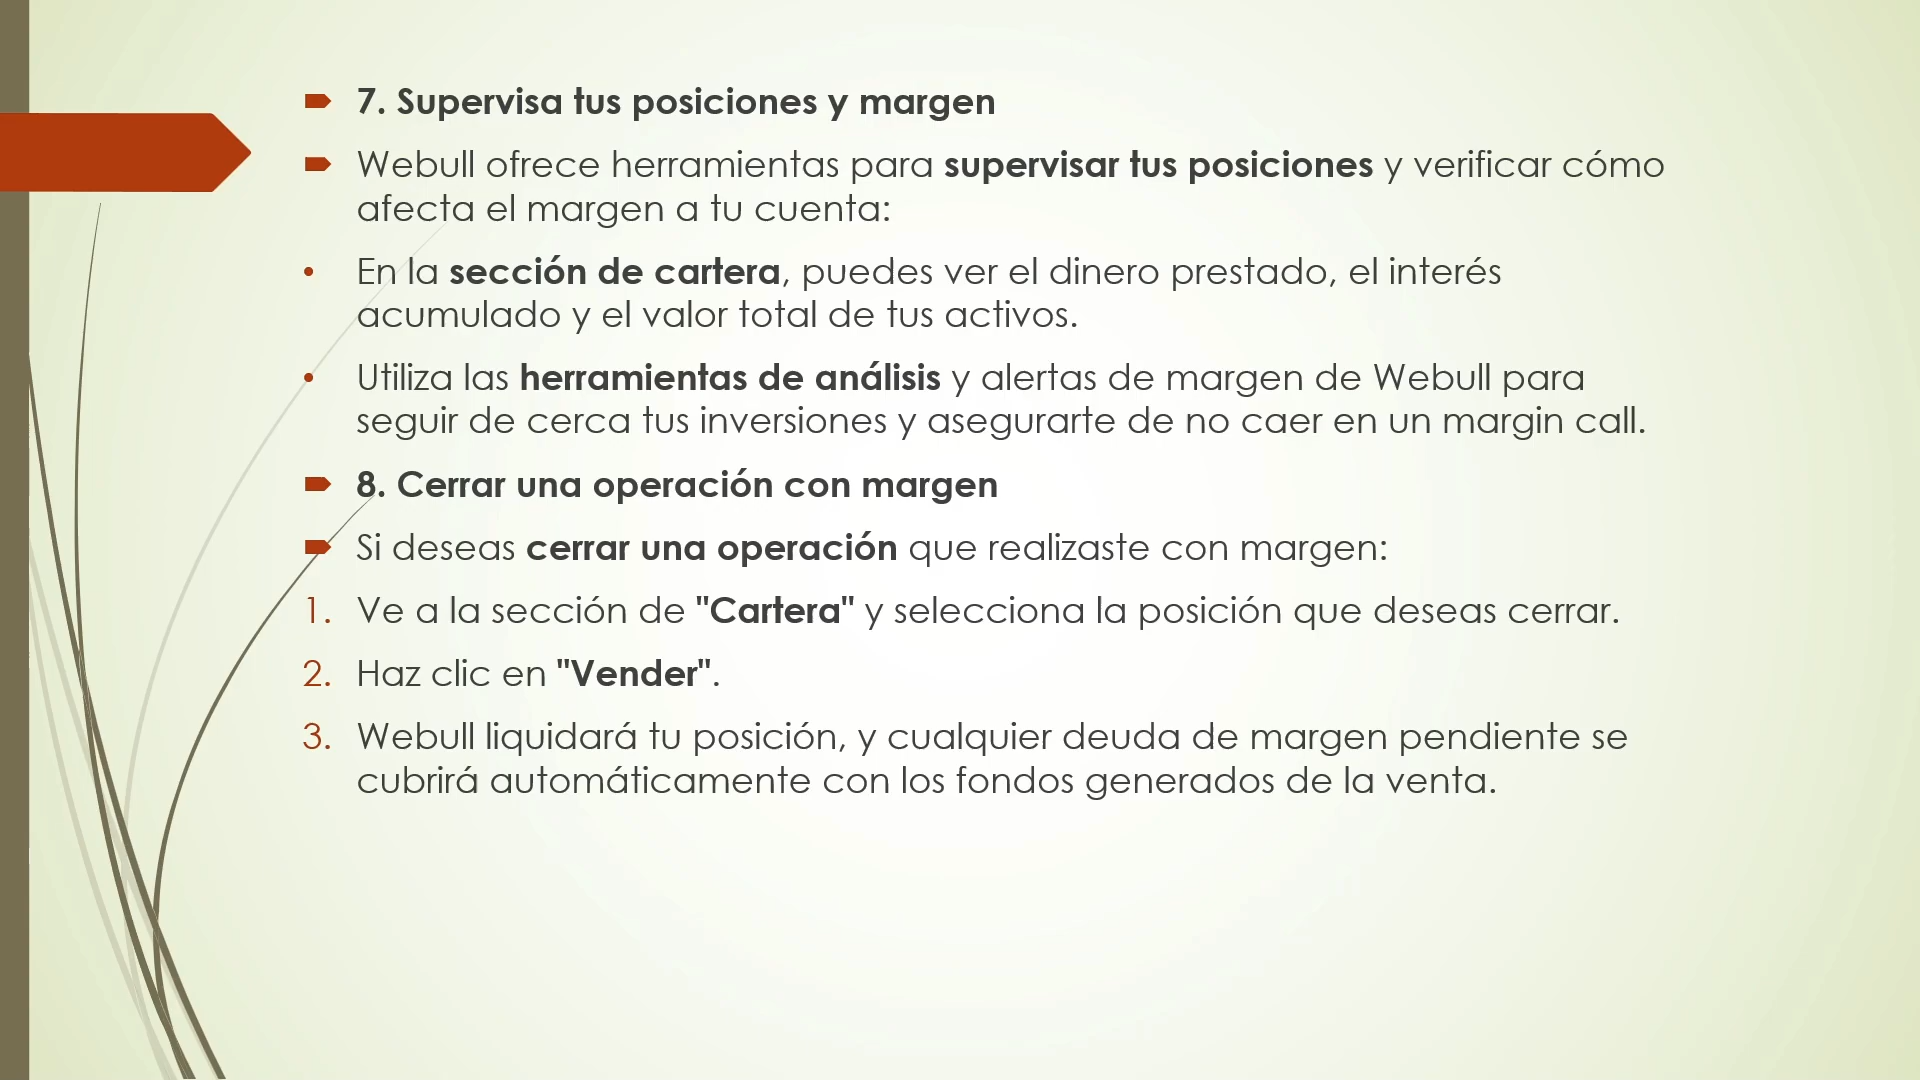 7. Supervisa tus posiciones y margen
Webull ofrece herramientas para supervisar tus posiciones y verificar cómo
afecta el margen a tu cuenta:
• En la sección de cartera, puedes ver el dinero prestado, el interés
acumulado y el valor total de tus activos.
• Utiliza las herramientas de análisis y alertas de margen de Webull para
seguir de cerca tus inversiones y asegurarte de no caer en un margin call.
8. Cerrar una operación con margen
Si deseas cerrar una operación que realizaste con margen:
1. Ve a la sección de "Cartera" y selecciona la posición que deseas cerrar.
2. Haz clic en "Vender".
3. Webull liquidará tu posición, y cualquier deuda de margen pendiente se
cubrirá automáticamente con los fondos generados de la venta.